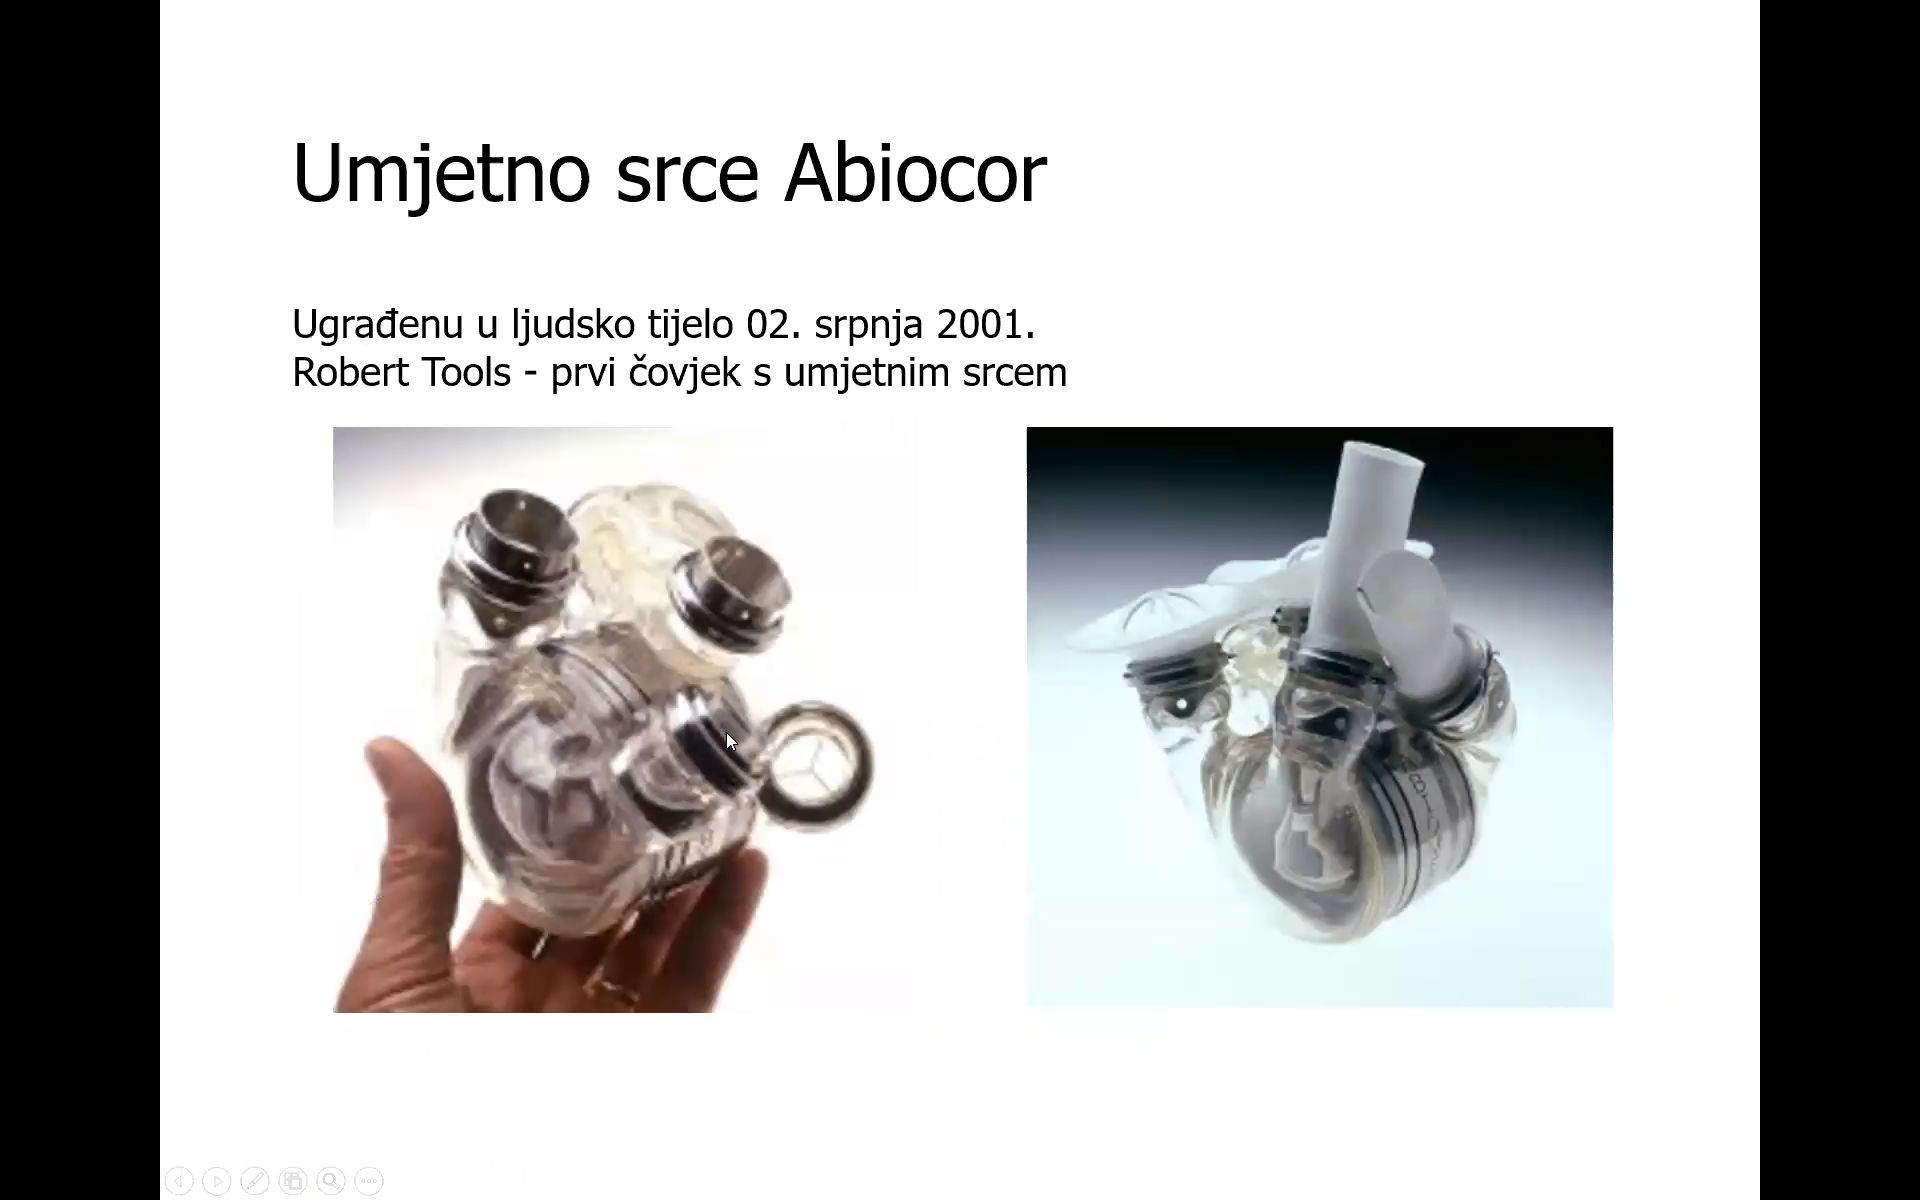 Umjetno srce Abiocor
Ugrađenu u ljudsko tijelo 02. srpnja 2001.
Robert Tools - prvi čovjek s umjetnim srcem